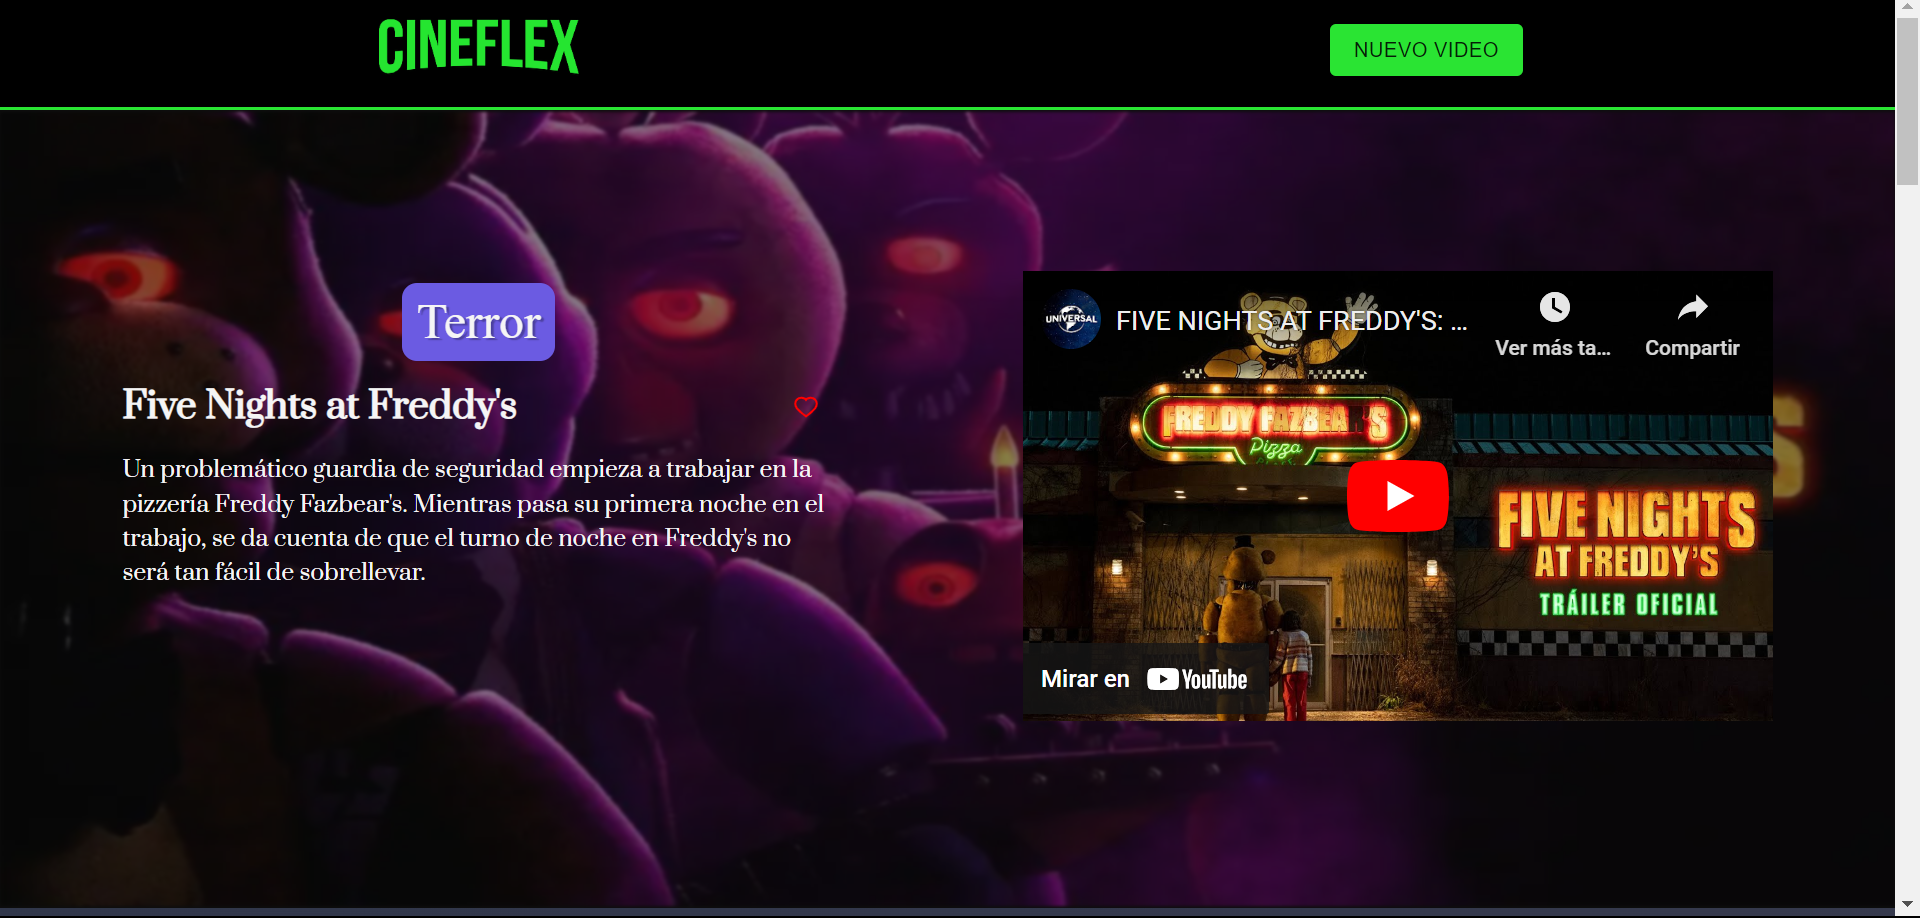 CINEFLEX
NUEVO VIDEO
Terror
Five Nights at Freddy's
Un problemático guardia de seguridad empieza a trabajar en la
pizzería Freddy Fazbear's. Mientras pasa su primera noche en el
trabajo, se da cuenta de que el turno de noche en Freddy's no
será tan fácil de sobrellevar.
UNIVERSAL
FIVE NIGHTS AT FREDDY'S: ...
Ver más ta...
Compartir
FREDDY FAZBEAR'S
Pizza
FIVE NIGHTS
AT FREDDY'S
TRÁILER OFICIAL
Mirar en YouTube